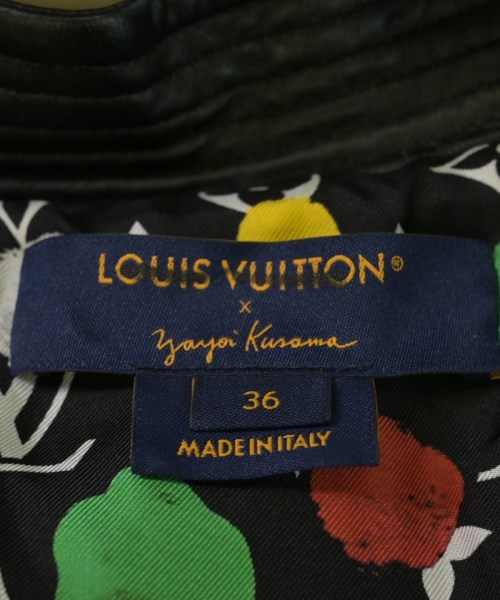 LOUIS VUITTON®
x
Yayoi Kusama
36
MADE IN ITALY